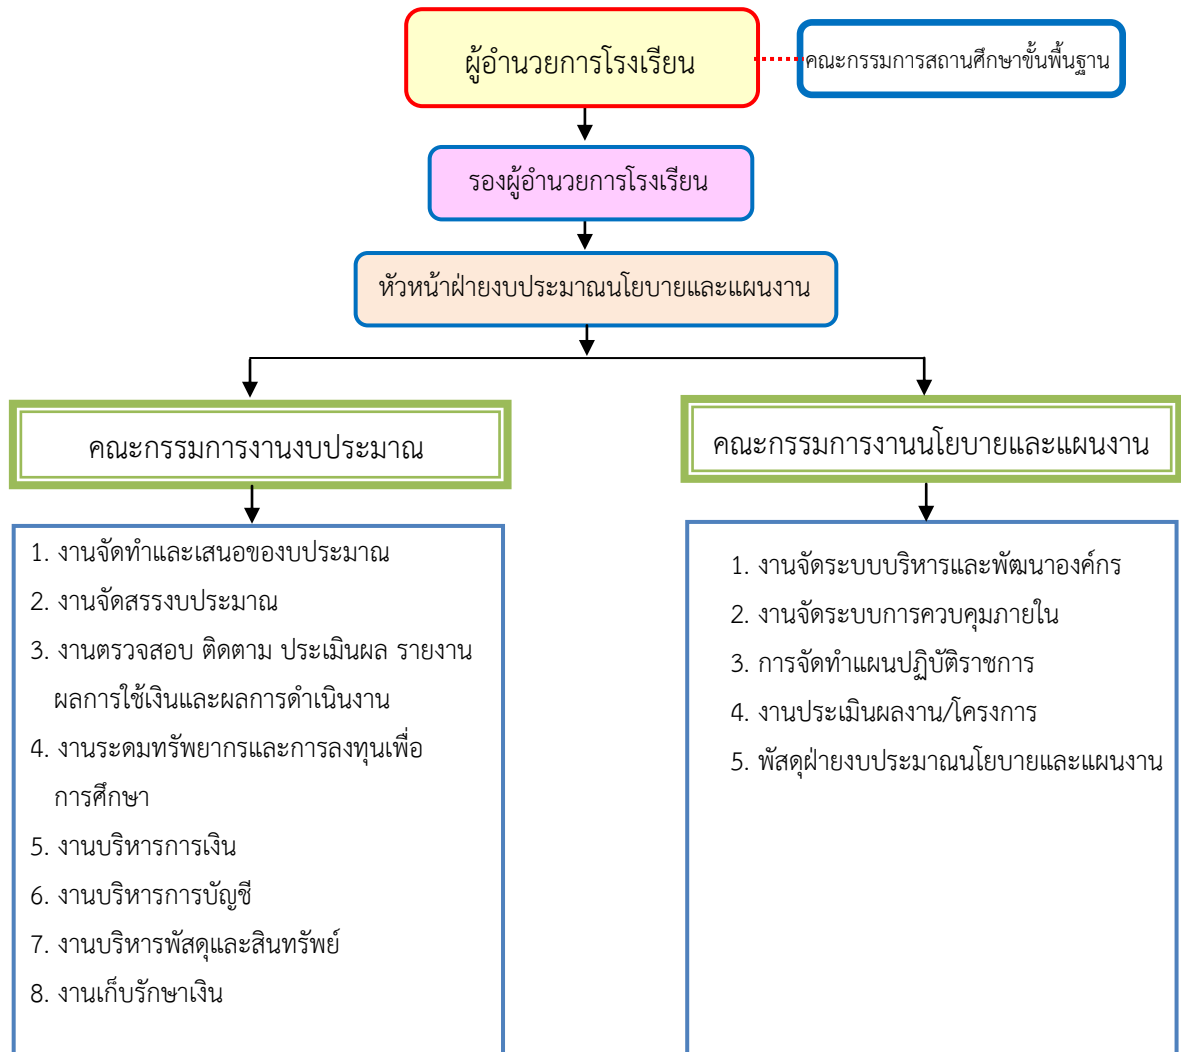 ผู้อำนวยการโรงเรียน
คณะกรรมการสถานศึกษาขั้นพื้นฐาน
รองผู้อำนวยการโรงเรียน
หัวหน้าฝ่ายงบประมาณนโยบายและแผนงาน
คณะกรรมการงานงบประมาณ
1. งานจัดทำและเสนอของบประมาณ
2. งานจัดสรรงบประมาณ
3. งานตรวจสอบ ติดตาม ประเมินผล รายงาน
ผลการใช้เงินและผลการดำเนินงาน
4. งานระดมทรัพยากรและการลงทุนเพื่อ
การศึกษา
5. งานบริหารการเงิน
6. งานบริหารการบัญชี
7. งานบริหารพัสดุและสินทรัพย์
8. งานเก็บรักษาเงิน
คณะกรรมการงานนโยบายและแผนงาน
1. งานจัดระบบบริหารและพัฒนาองค์กร
2. งานจัดระบบการควบคุมภายใน
3. การจัดทำแผนปฏิบัติราชการ
4. งานประเมินผลงาน/โครงการ
5. พัสดุฝ่ายงบประมาณนโยบายและแผนงาน